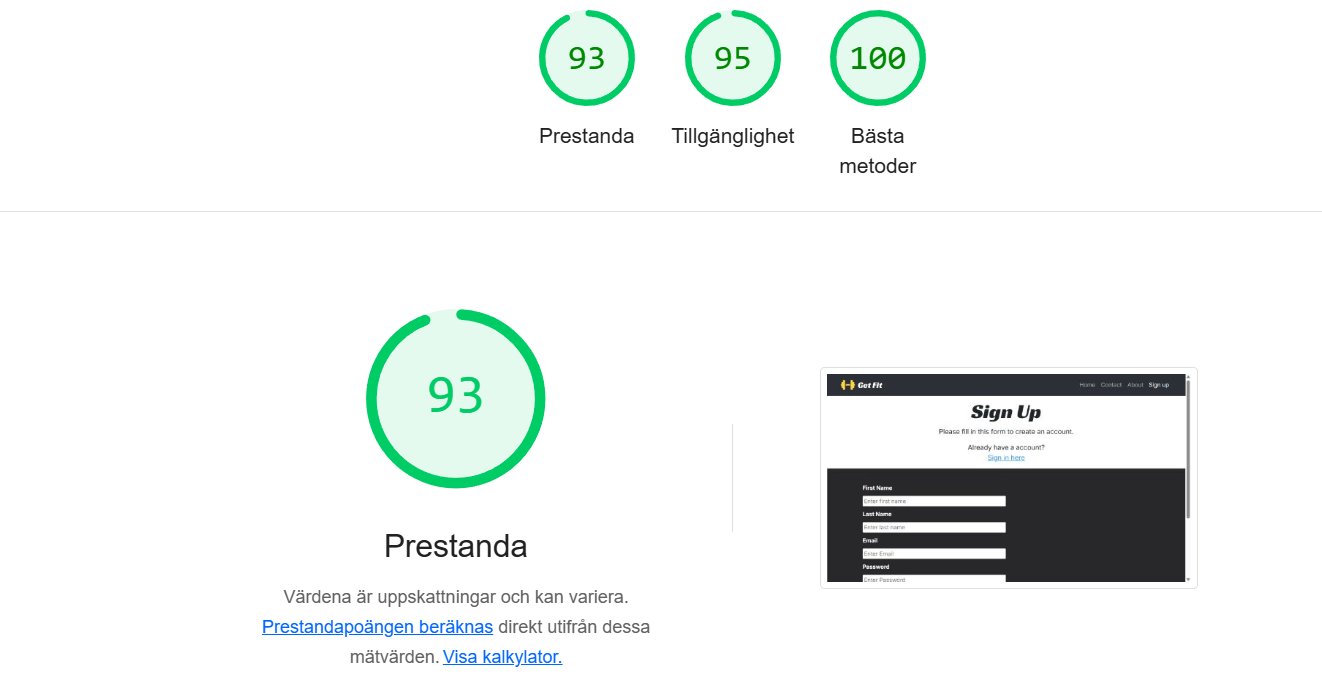 93
95
100
Prestanda
Tillgänglighet
Bästa
metoder
93
Prestanda
Värdena är uppskattningar och kan variera.
Prestandapoängen beräknas direkt utifrån dessa
mätvärden. Visa kalkylator.
Get Fit
Home Contact About Sign up
Sign Up
Please fill in this form to create an account.
Already have a account?
Sign in here
First Name
Enter first name
Last Name
Enter last name
Email
Enter Email
Password
Enter Password